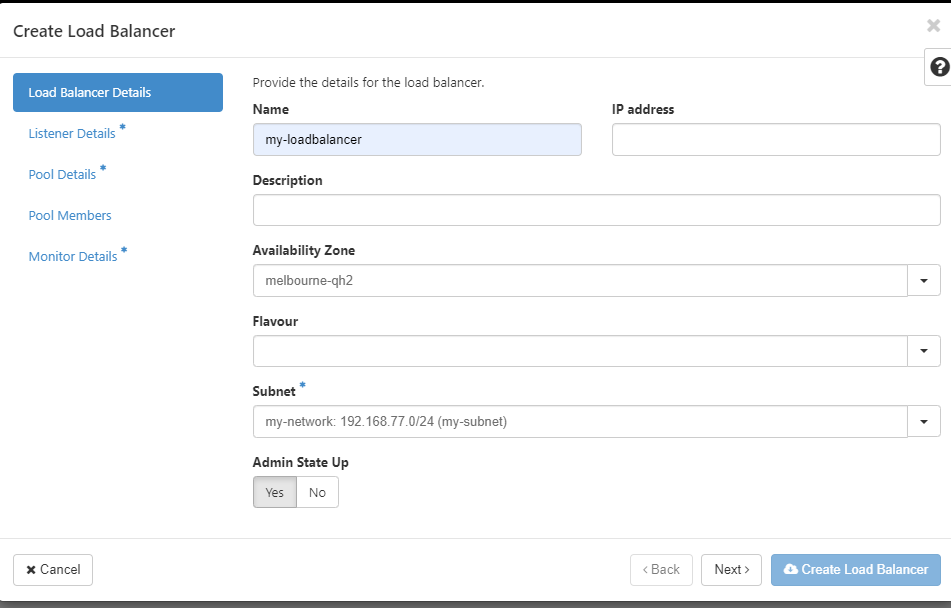 Create Load Balancer
×
?
Load Balancer Details
Listener Details *
Pool Details *
Pool Members
Monitor Details *
Provide the details for the load balancer.
Name
my-loadbalancer
IP address
Description
Availability Zone
melbourne-qh2
Flavour
Subnet *
my-network: 192.168.77.0/24 (my-subnet)
Admin State Up
Yes No
× Cancel
‹ Back
Next ›
Create Load Balancer